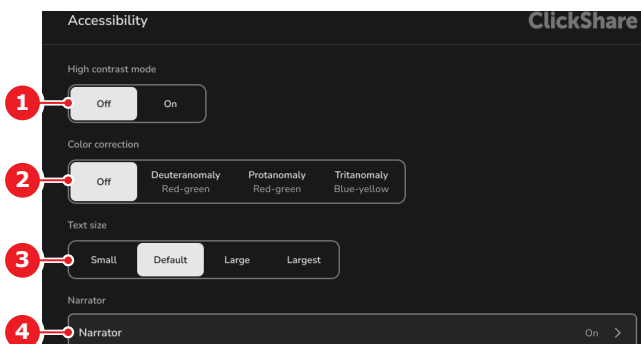 Accessibility
ClickShare
High contrast mode
1
Off On
Color correction
2
Off Deuteranomaly Protanomaly Tritanomaly
Red-green Red-green Blue-yellow
Text size
3
Small Default Large Largest
Narrator
4
Narrator On